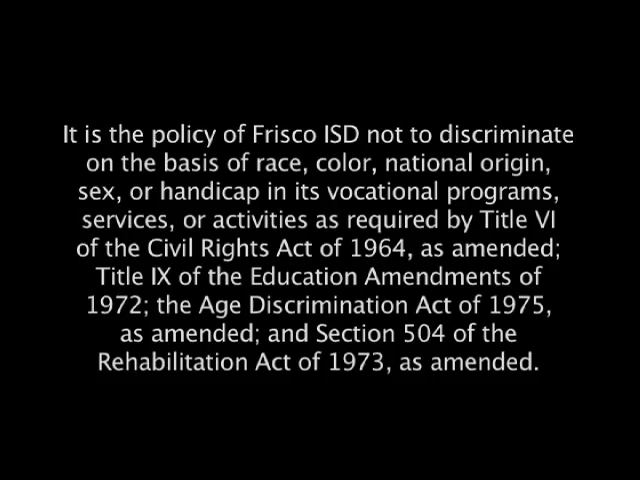 It is the policy of Frisco ISD not to discriminate
on the basis of race, color, national origin,
sex, or handicap in its vocational programs,
services, or activities as required by Title VI
of the Civil Rights Act of 1964, as amended;
Title IX of the Education Amendments of
1972; the Age Discrimination Act of 1975,
as amended; and Section 504 of the
Rehabilitation Act of 1973, as amended.